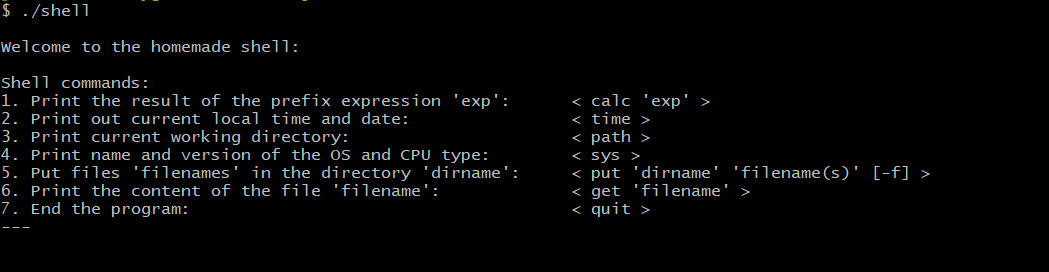 $ ./shell
Welcome to the homemade shell:
Shell commands:
1. Print the result of the prefix expression 'exp': < calc 'exp' >
2. Print out current local time and date: < time >
3. Print current working directory: < path >
4. Print name and version of the OS and CPU type: < sys >
5. Put files 'filenames' in the directory 'dirname': < put 'dirname' 'filename(s)' [-f] >
6. Print the content of the file 'filename': < get 'filename' >
7. End the program: < quit >
---